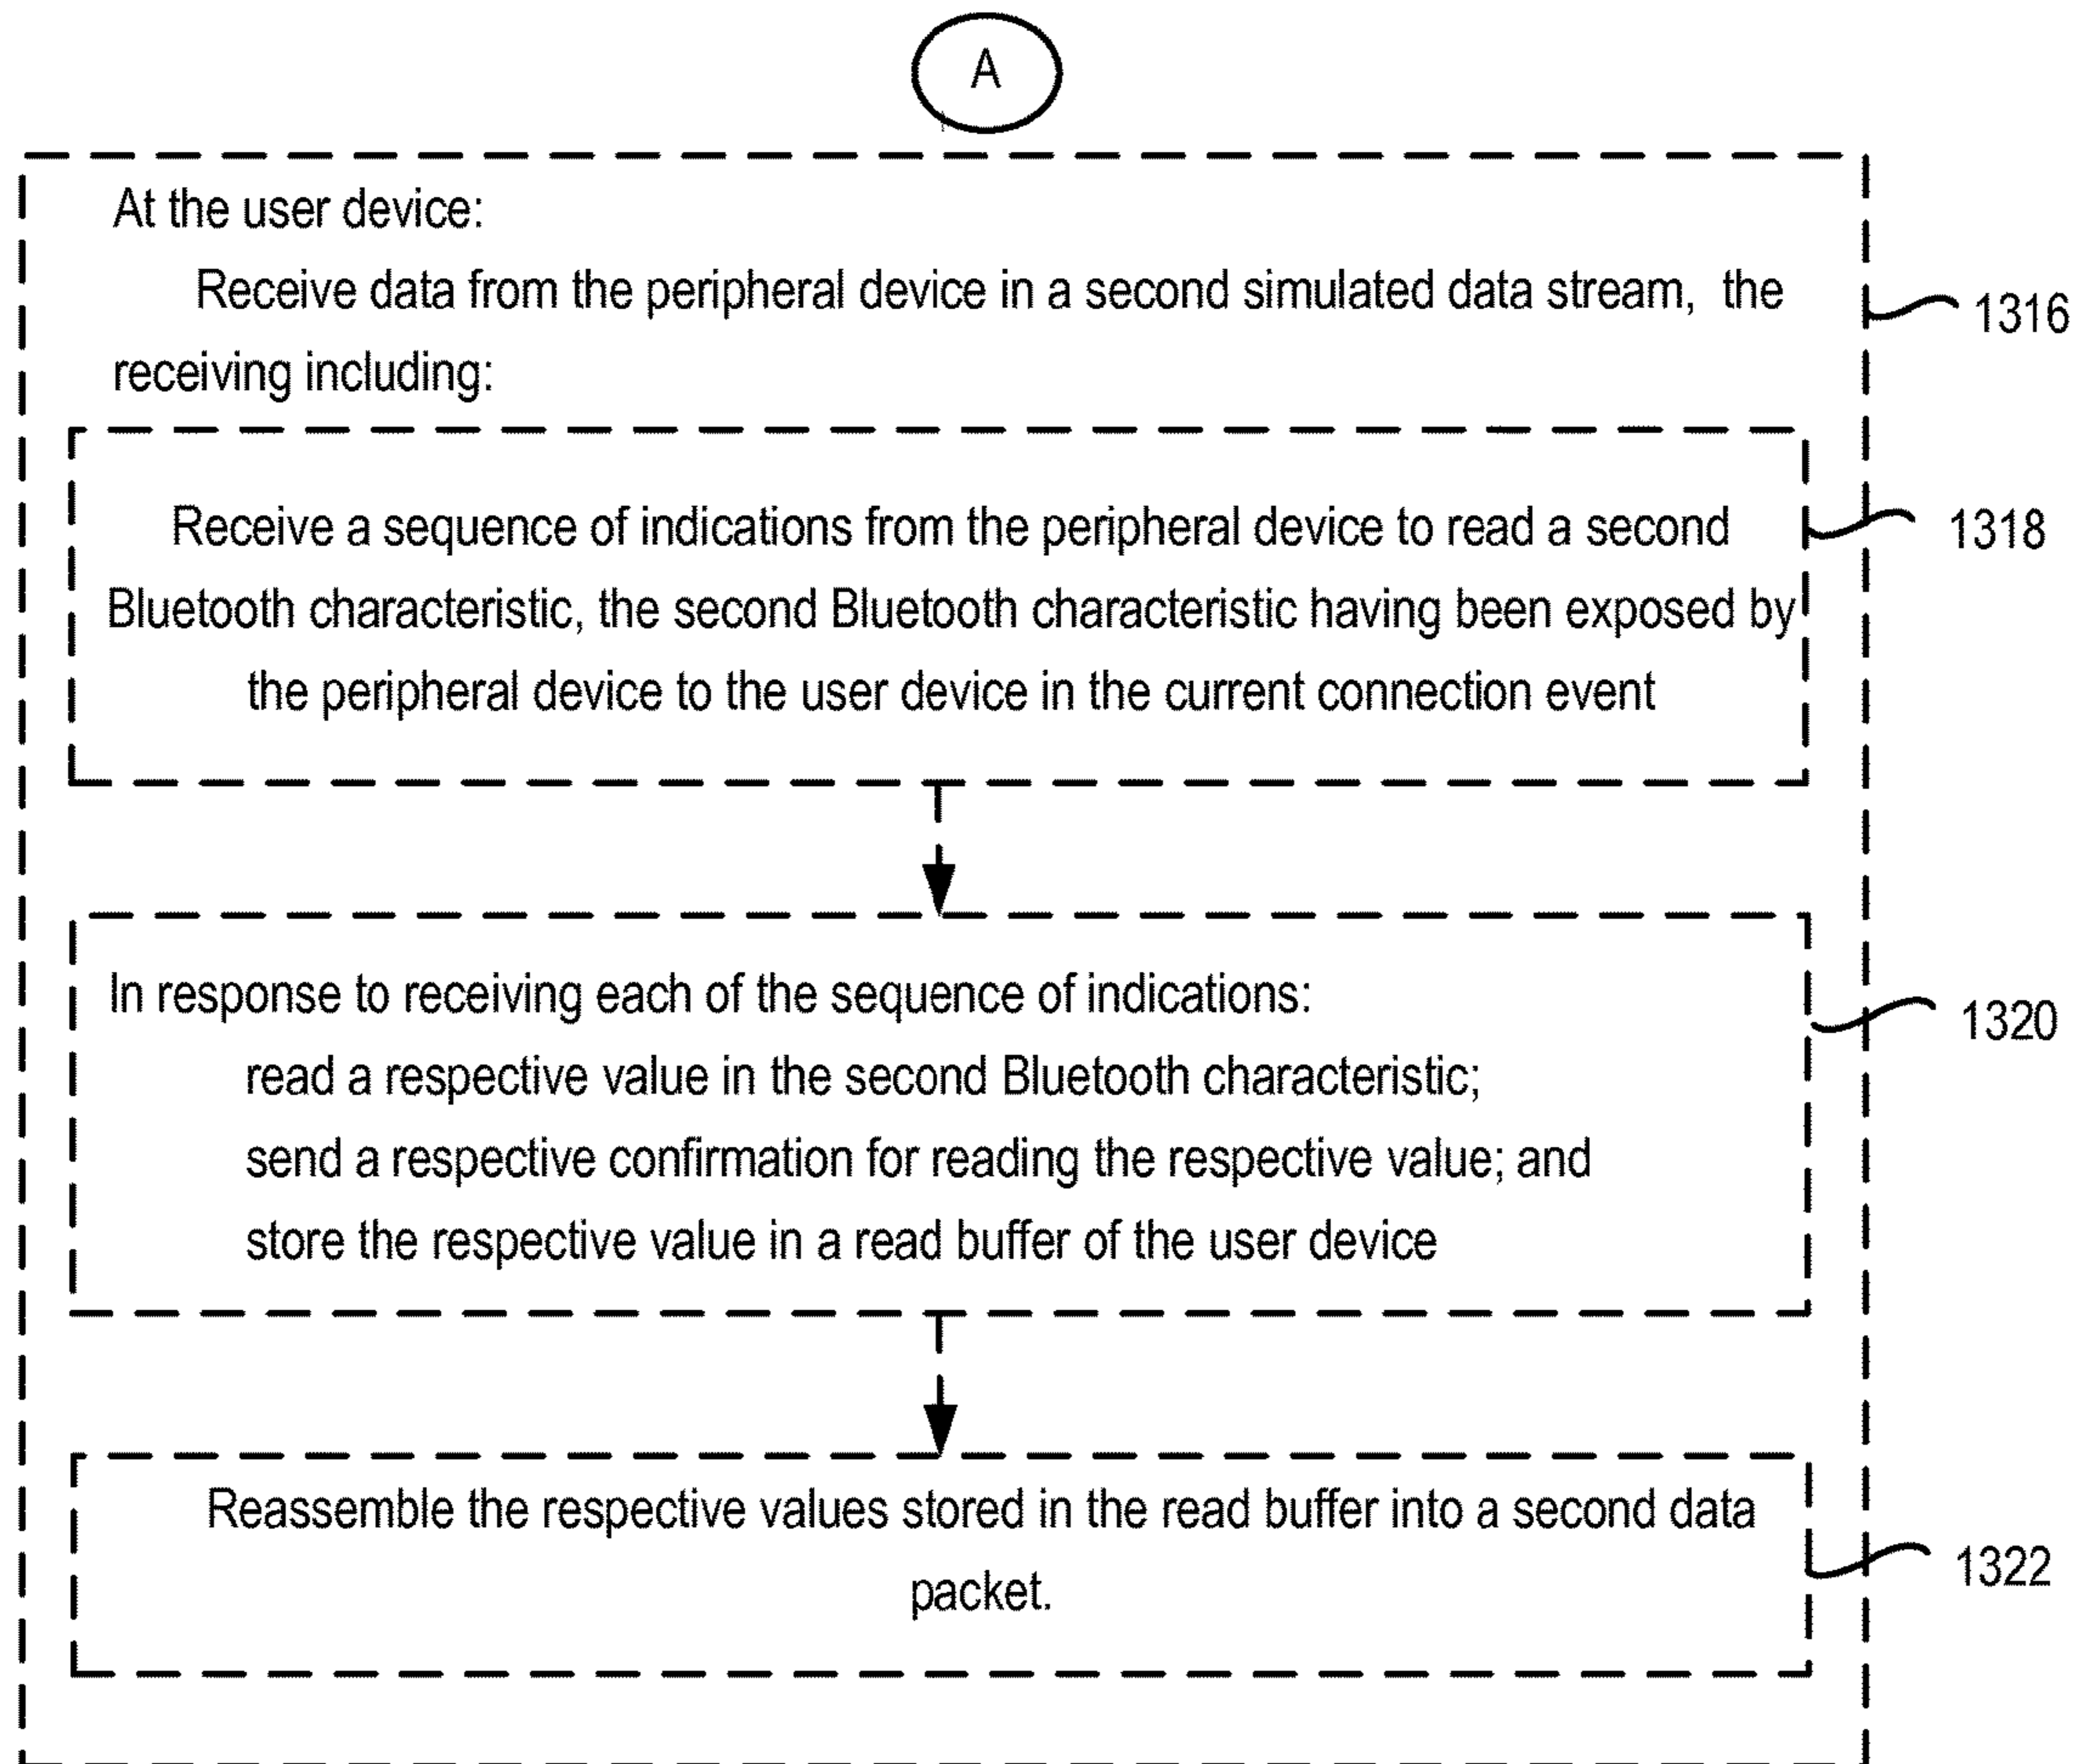 A
At the user device:
Receive data from the peripheral device in a second simulated data stream, the
receiving including:
1316
Receive a sequence of indications from the peripheral device to read a second
Bluetooth characteristic, the second Bluetooth characteristic having been exposed by
the peripheral device to the user device in the current connection event
1318
In response to receiving each of the sequence of indications:
read a respective value in the second Bluetooth characteristic;
send a respective confirmation for reading the respective value; and
store the respective value in a read buffer of the user device
1320
Reassemble the respective values stored in the read buffer into a second data
packet.
1322